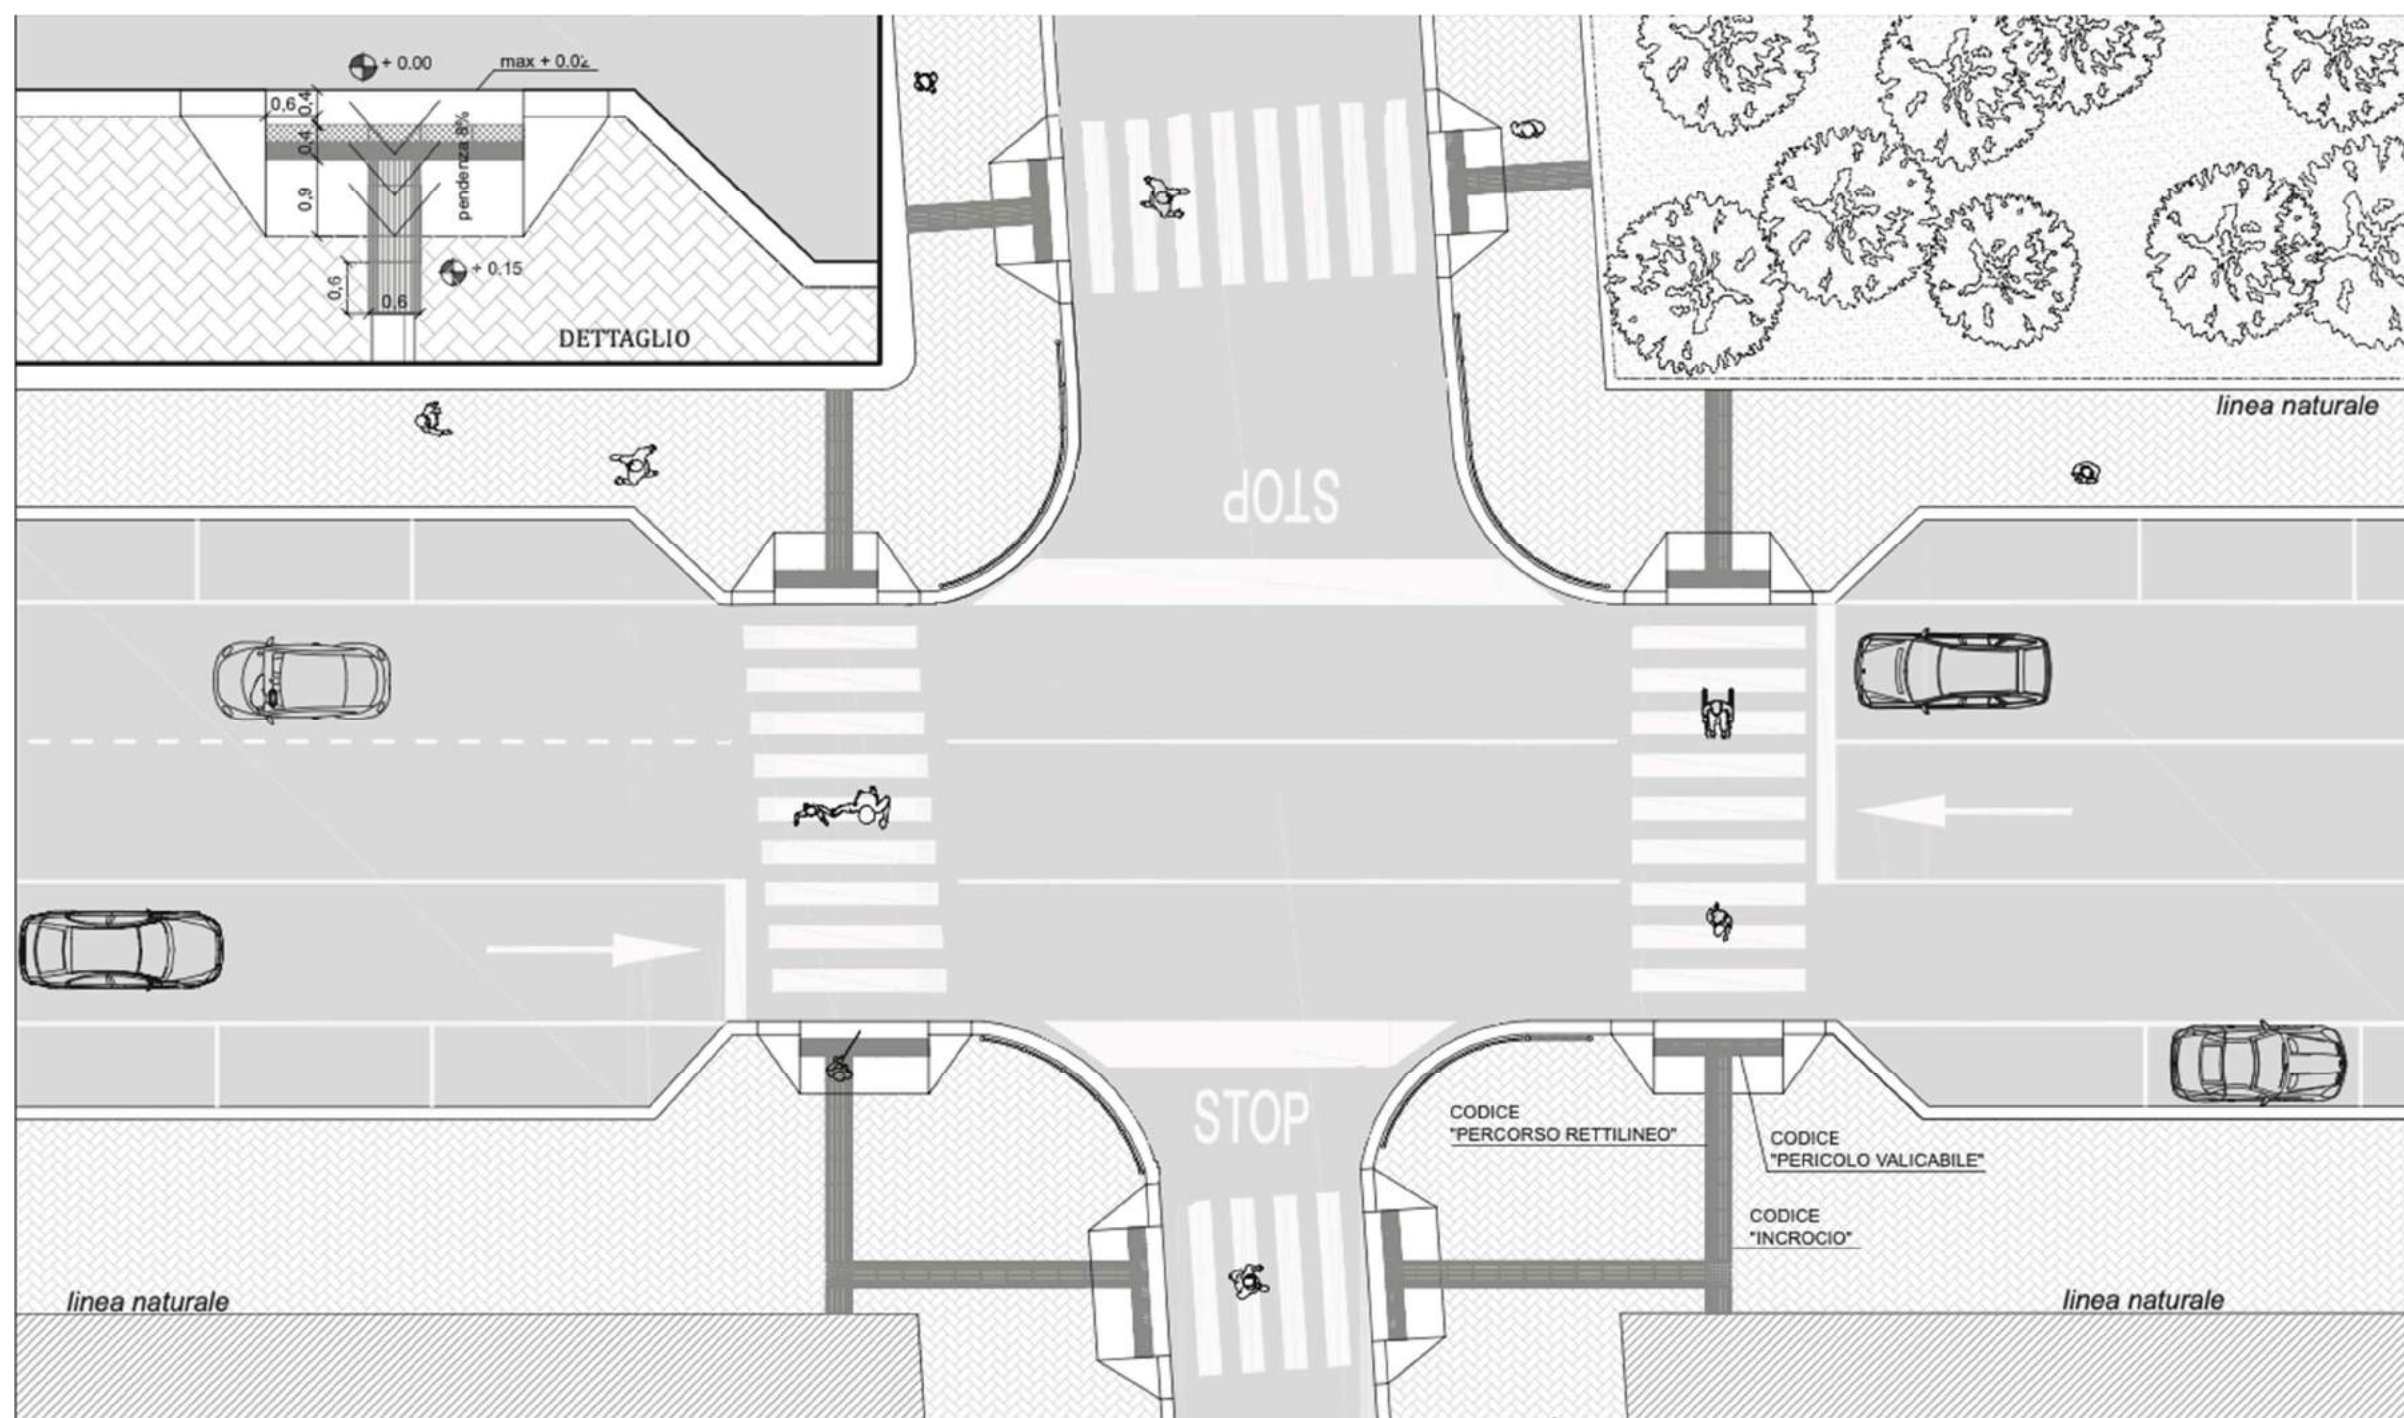 + 0.00
max + 0.02
0,6
0,4
0,4
0,9
pendenza 8%
+ 0.15
0,6
0,6
DETTAGLIO
linea naturale
STOP
STOP
CODICE
"PERCORSO RETTILINEO"
CODICE
"PERICOLO VALICABILE"
CODICE
"INCROCIO"
linea naturale
linea naturale